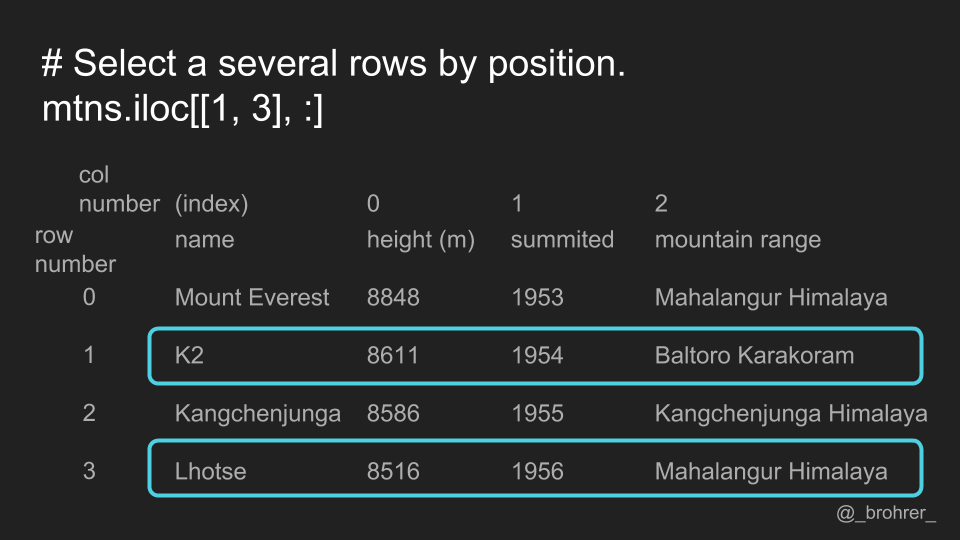 # Select a several rows by position.
mtns.iloc[[1, 3], :]
col
number (index) 0 1 2
row
number name height (m) summited mountain range
0 Mount Everest 8848 1953 Mahalangur Himalaya
1 K2 8611 1954 Baltoro Karakoram
2 Kangchenjunga 8586 1955 Kangchenjunga Himalaya
3 Lhotse 8516 1956 Mahalangur Himalaya
@_brohrer_